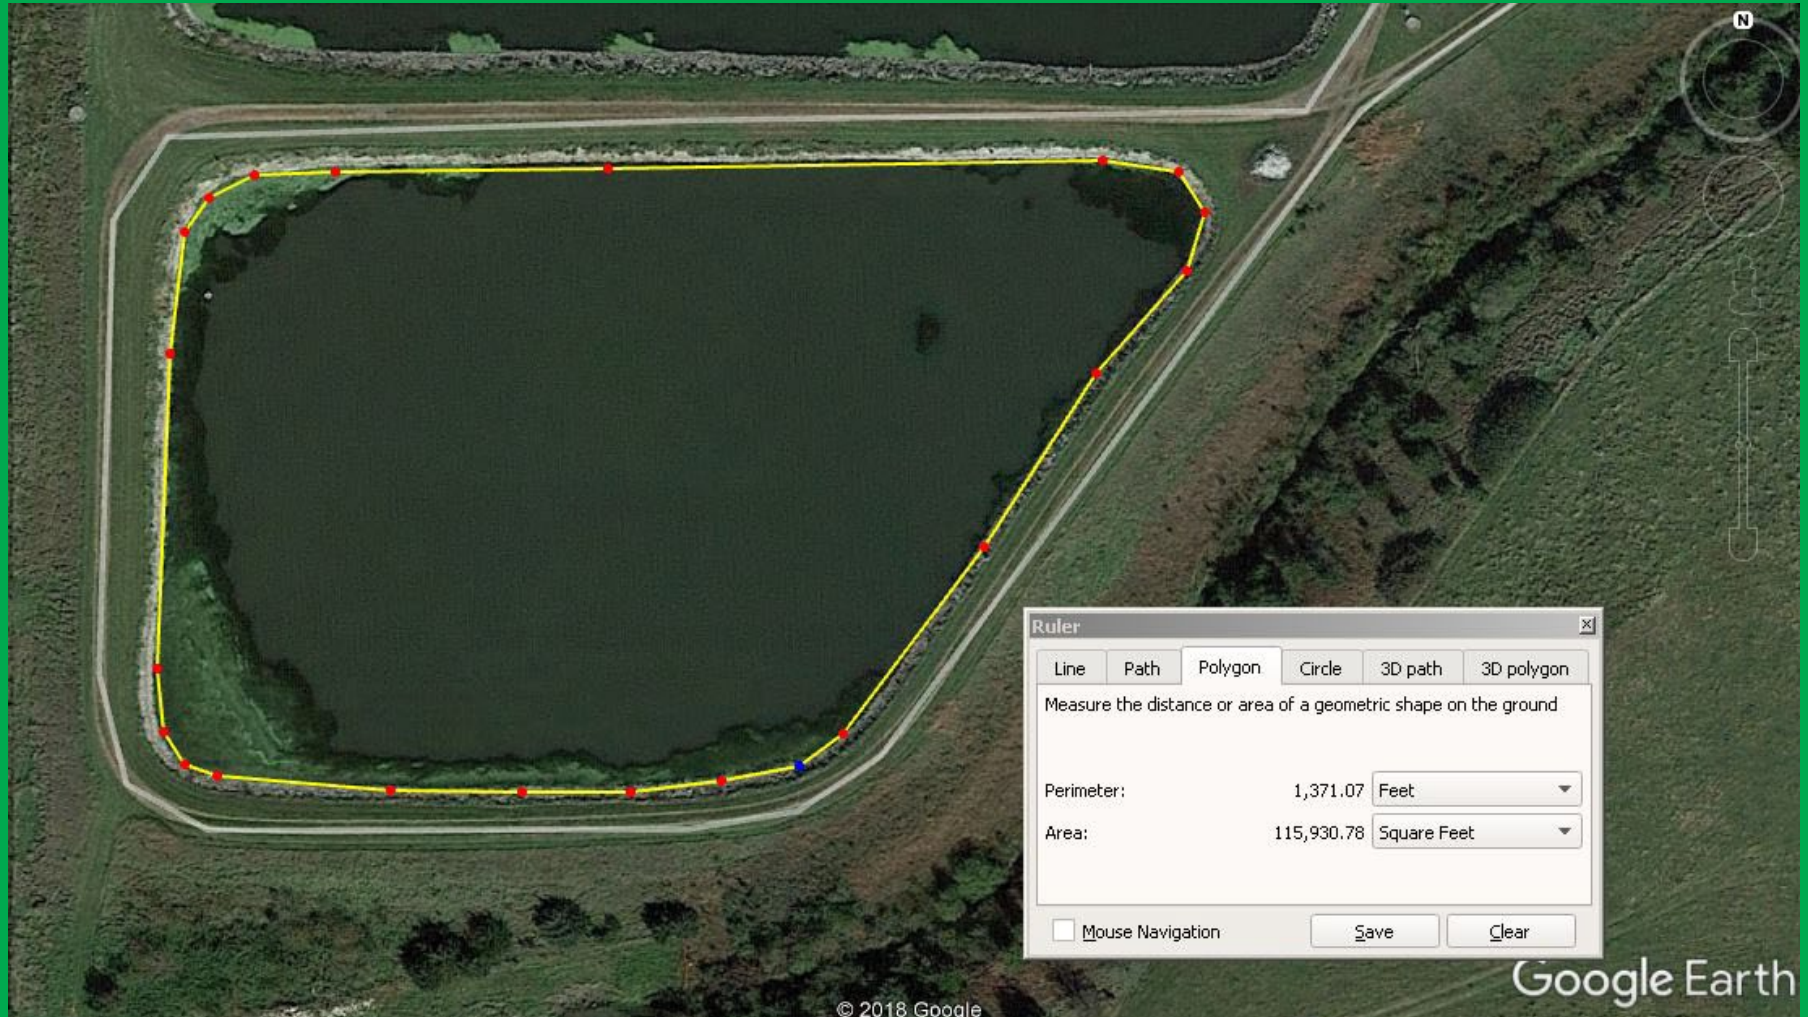 N
Ruler
Line Path Polygon Circle 3D path 3D polygon
Measure the distance or area of a geometric shape on the ground
Perimeter: 1,371.07 Feet
Area: 115,930.78 Square Feet
Mouse Navigation Save Clear
Google Earth
© 2018 Google